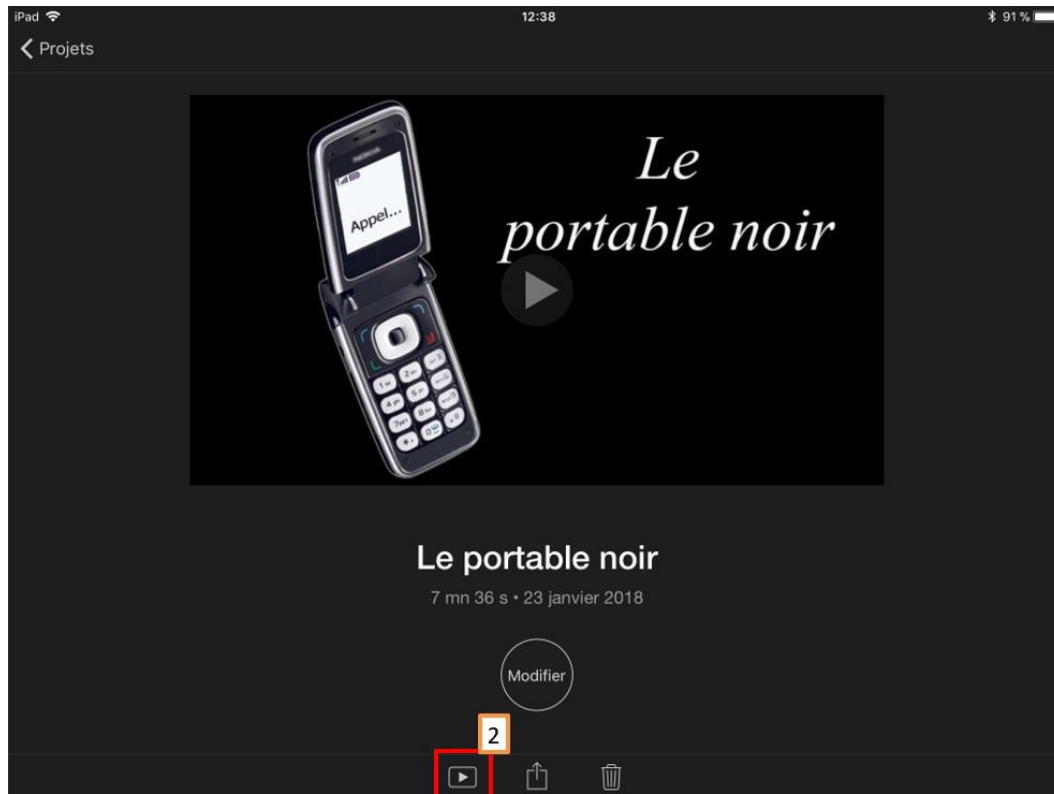 iPad 12:38 91 %
Projets
Le
portable noir
Appel...
Le portable noir
7 mn 36 s • 23 janvier 2018
Modifier
2